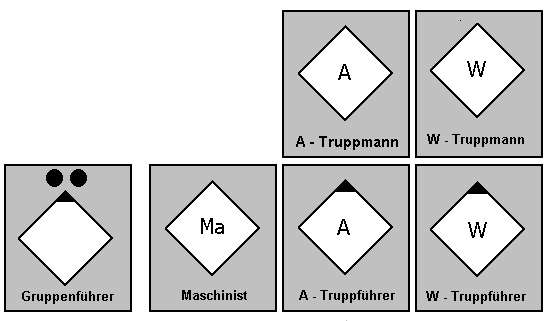 A
W
A - Truppmann
W - Truppmann
Ma
A
W
Gruppenführer
Maschinist
A - Truppführer
W - Truppführer